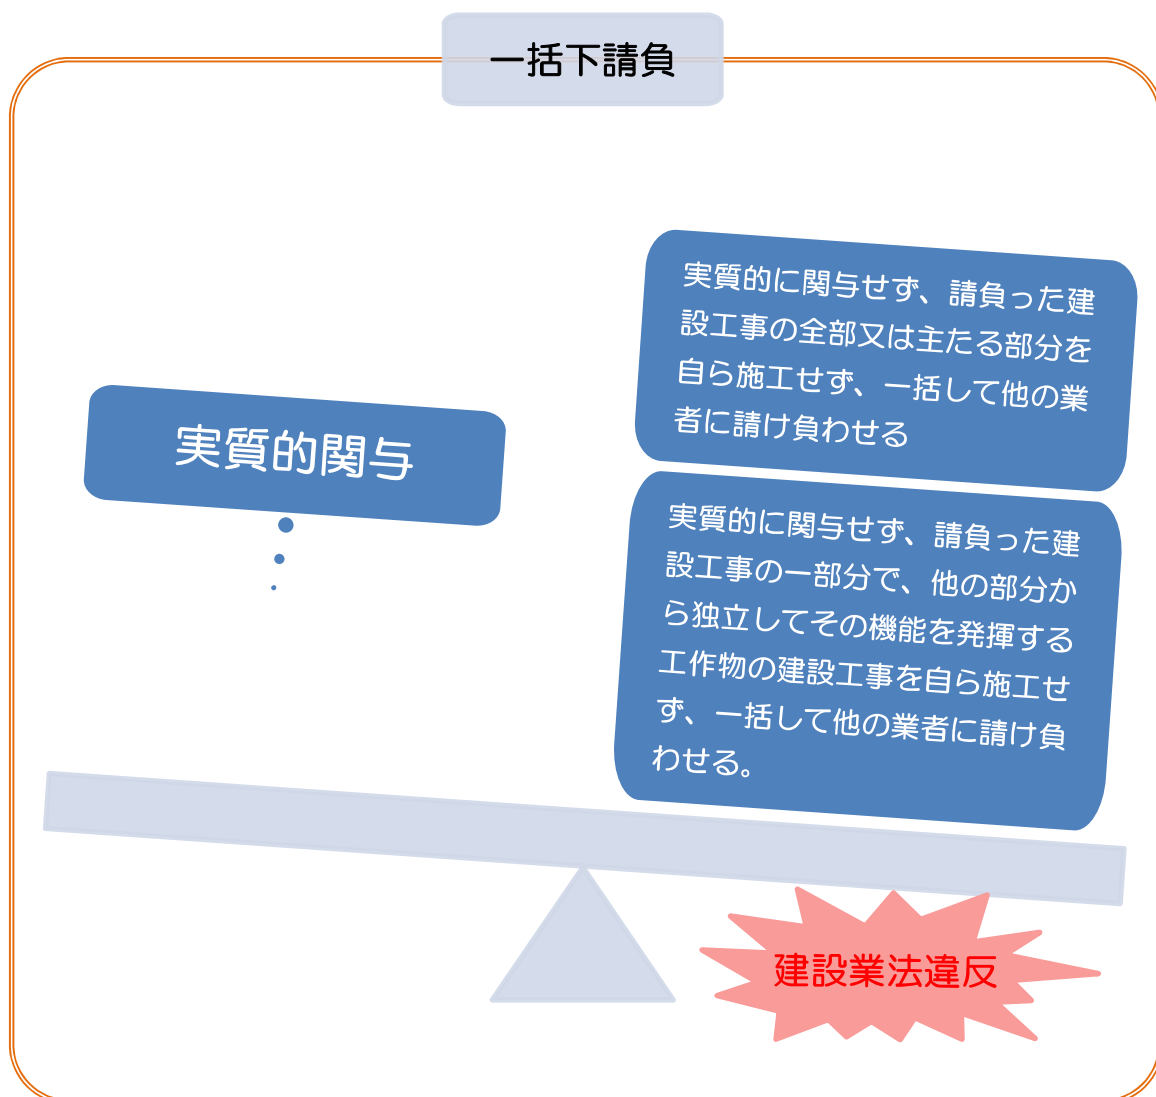 一括下請負
実質的関与
実質的に関与せず、請負った建
設工事の全部又は主たる部分を
自ら施工せず、一括して他の業
者に請け負わせる
実質的に関与せず、請負った建
設工事の一部分で、他の部分か
ら独立してその機能を発揮する
工作物の建設工事を自ら施工せ
ず、一括して他の業者に請け負
わせる。
建設業法違反